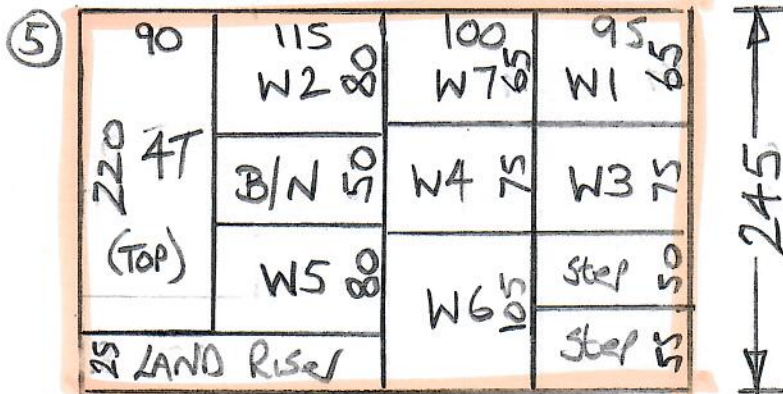 5
90 115 100 95
W2 80 W7 65 W1 65
220 4T
B/N 50 W4 75 W3 75
(TOP)
W5 80 W6 105 Step 50
Step 55
25 LAND RiSer
245